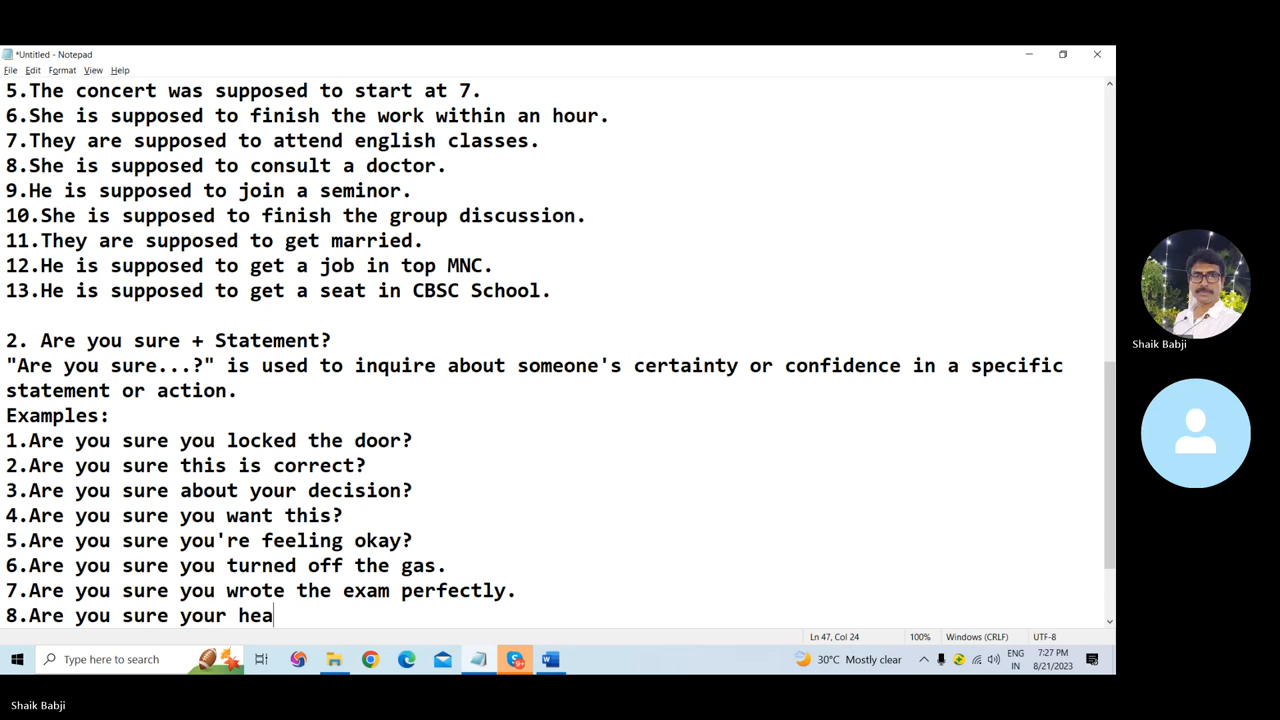 *Untitled - Notepad
File Edit Format View Help
5.The concert was supposed to start at 7.
6.She is supposed to finish the work within an hour.
7.They are supposed to attend english classes.
8.She is supposed to consult a doctor.
9.He is supposed to join a seminor.
10.She is supposed to finish the group discussion.
11.They are supposed to get married.
12.He is supposed to get a job in top MNC.
13.He is supposed to get a seat in CBSC School.
2. Are you sure + Statement?
"Are you sure...?" is used to inquire about someone's certainty or confidence in a specific
statement or action.
Examples:
1.Are you sure you locked the door?
2.Are you sure this is correct?
3.Are you sure about your decision?
4.Are you sure you want this?
5.Are you sure you're feeling okay?
6.Are you sure you turned off the gas.
7.Are you sure you wrote the exam perfectly.
8.Are you sure your hea
Shaik Babji
Ln 47, Col 24 100% Windows (CRLF) UTF-8
Type here to search
30°C Mostly clear
ENG
IN
7:27 PM
8/21/2023
Shaik Babji